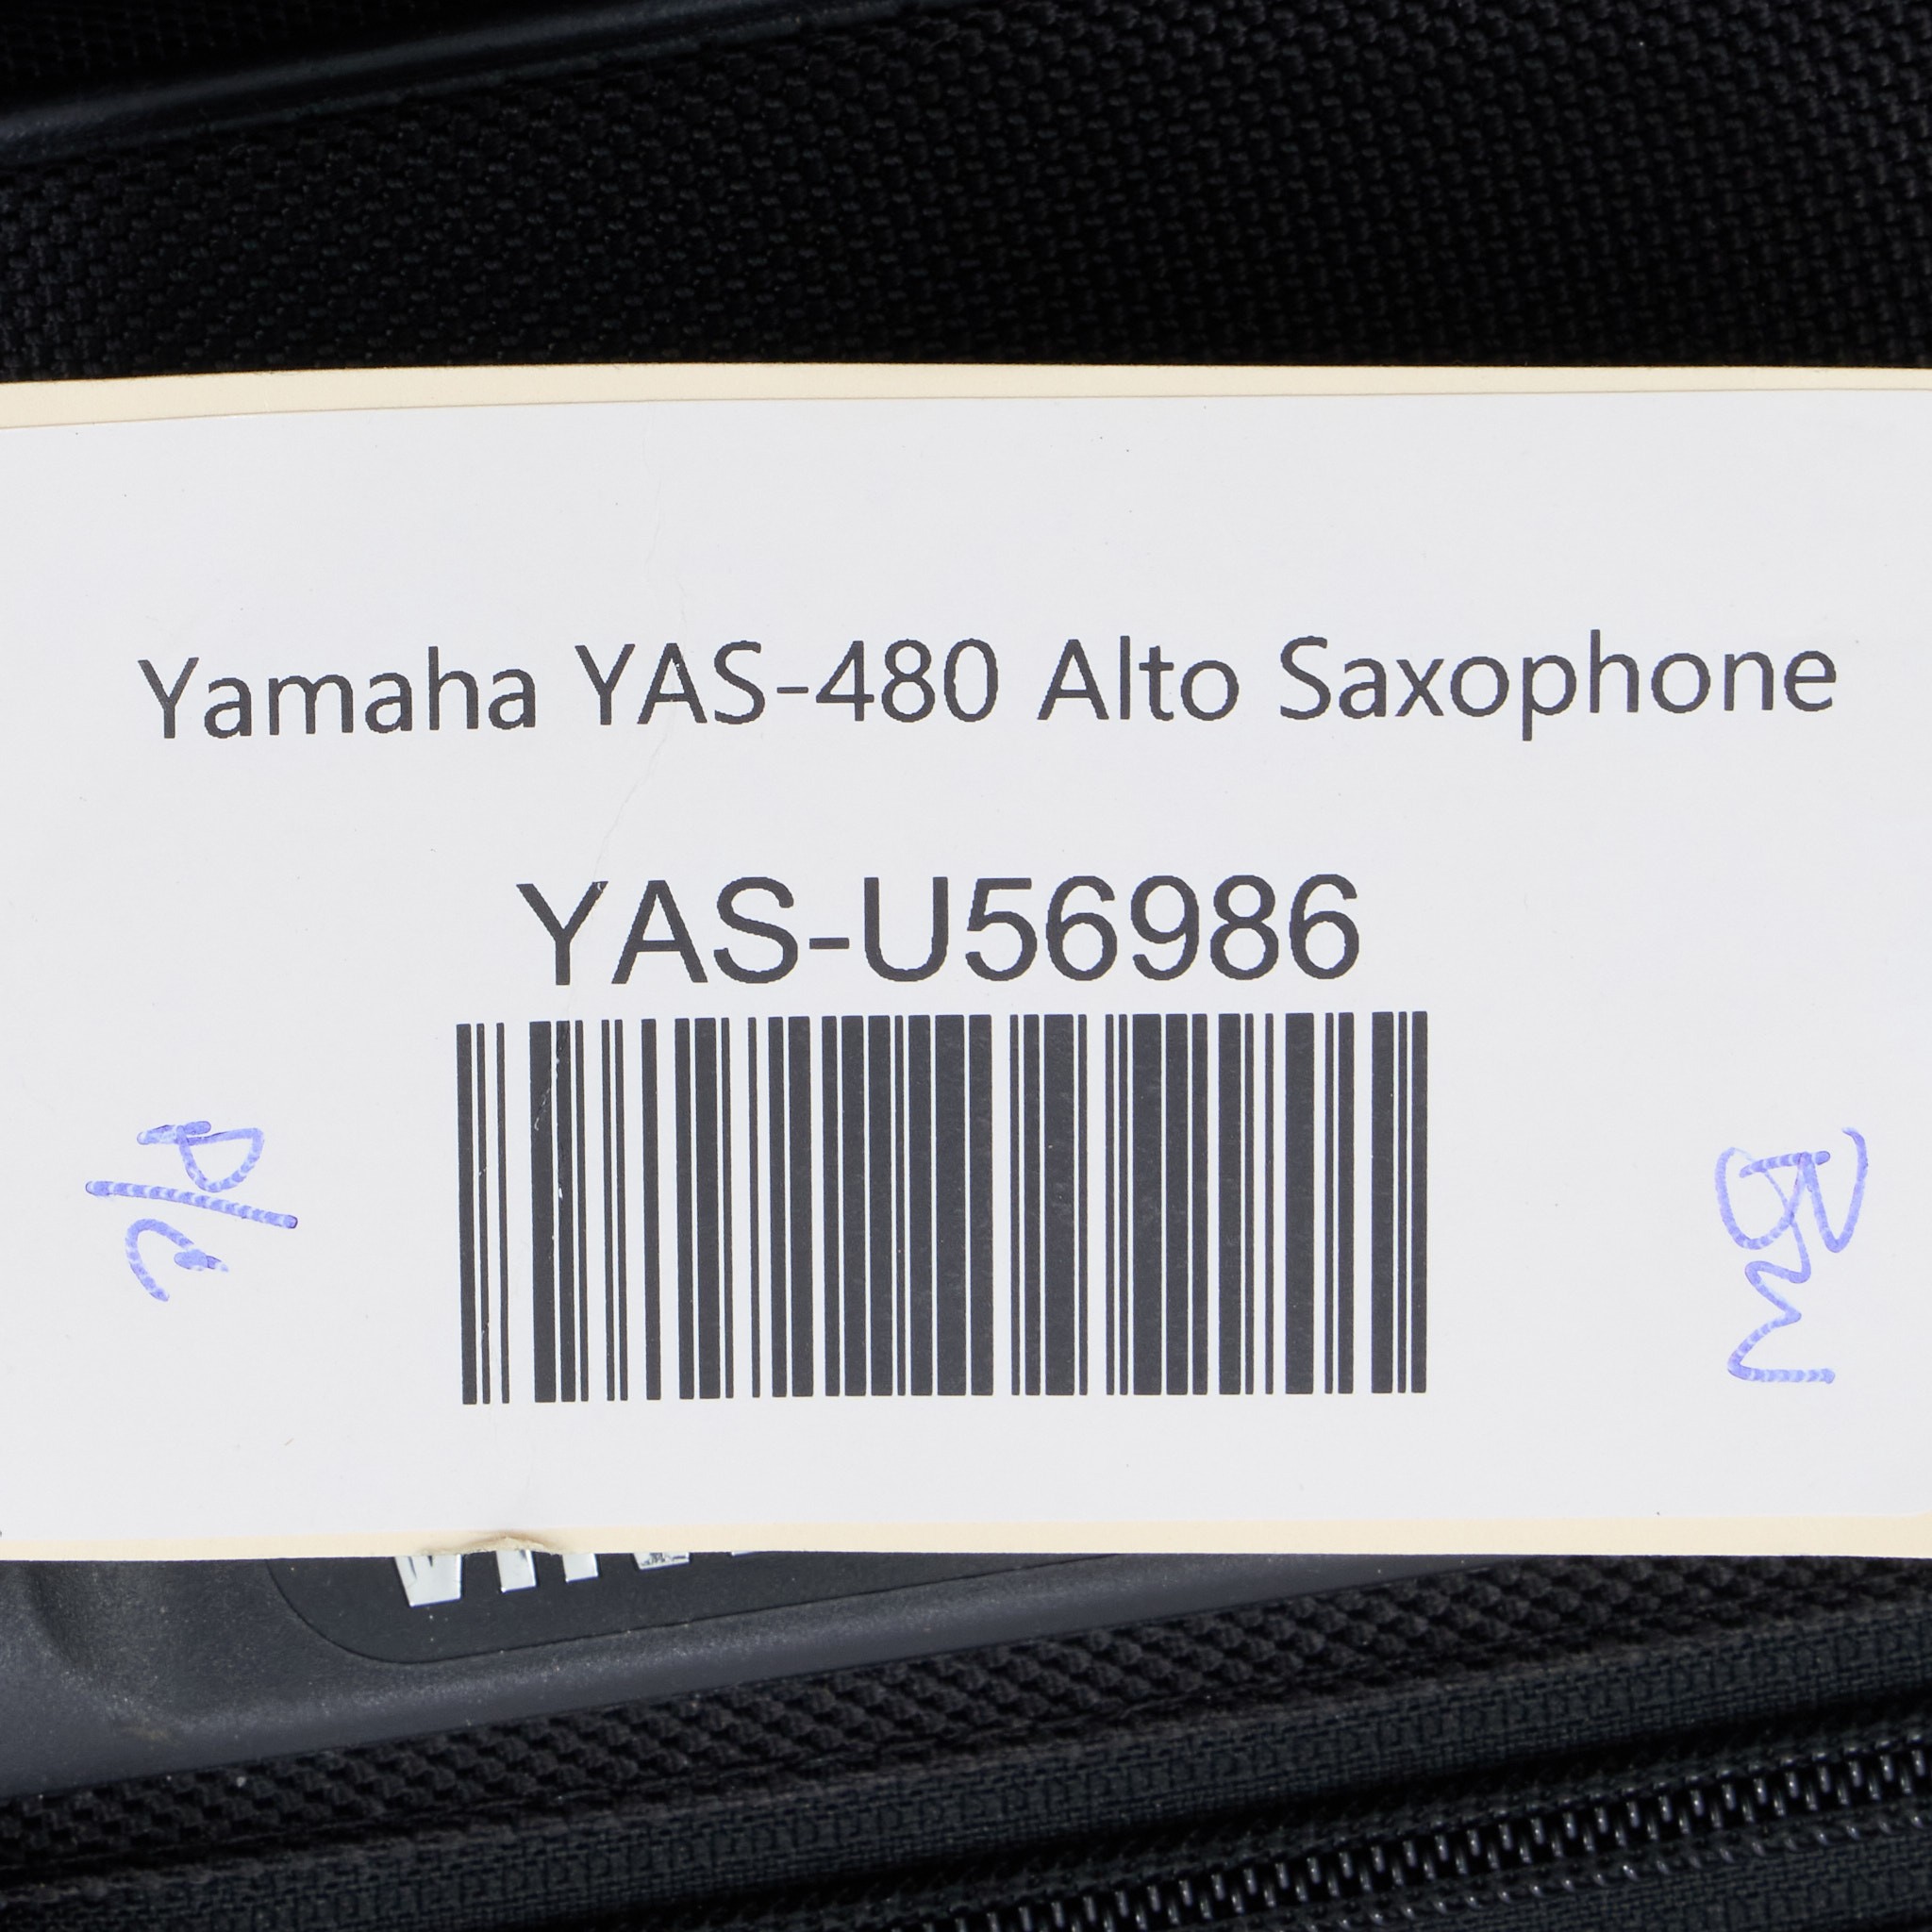 Yamaha YAS-480 Alto Saxophone
YAS-U56986
P/C